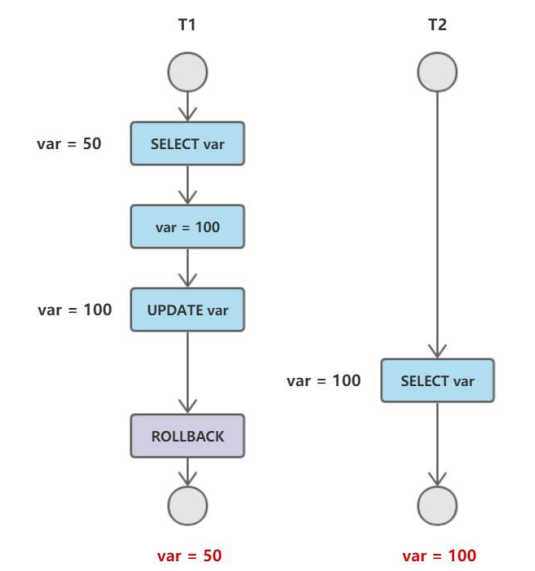 T1
T2
var = 50
SELECT var
var = 100
var = 100
UPDATE var
var = 100
SELECT var
ROLLBACK
var = 50
var = 100